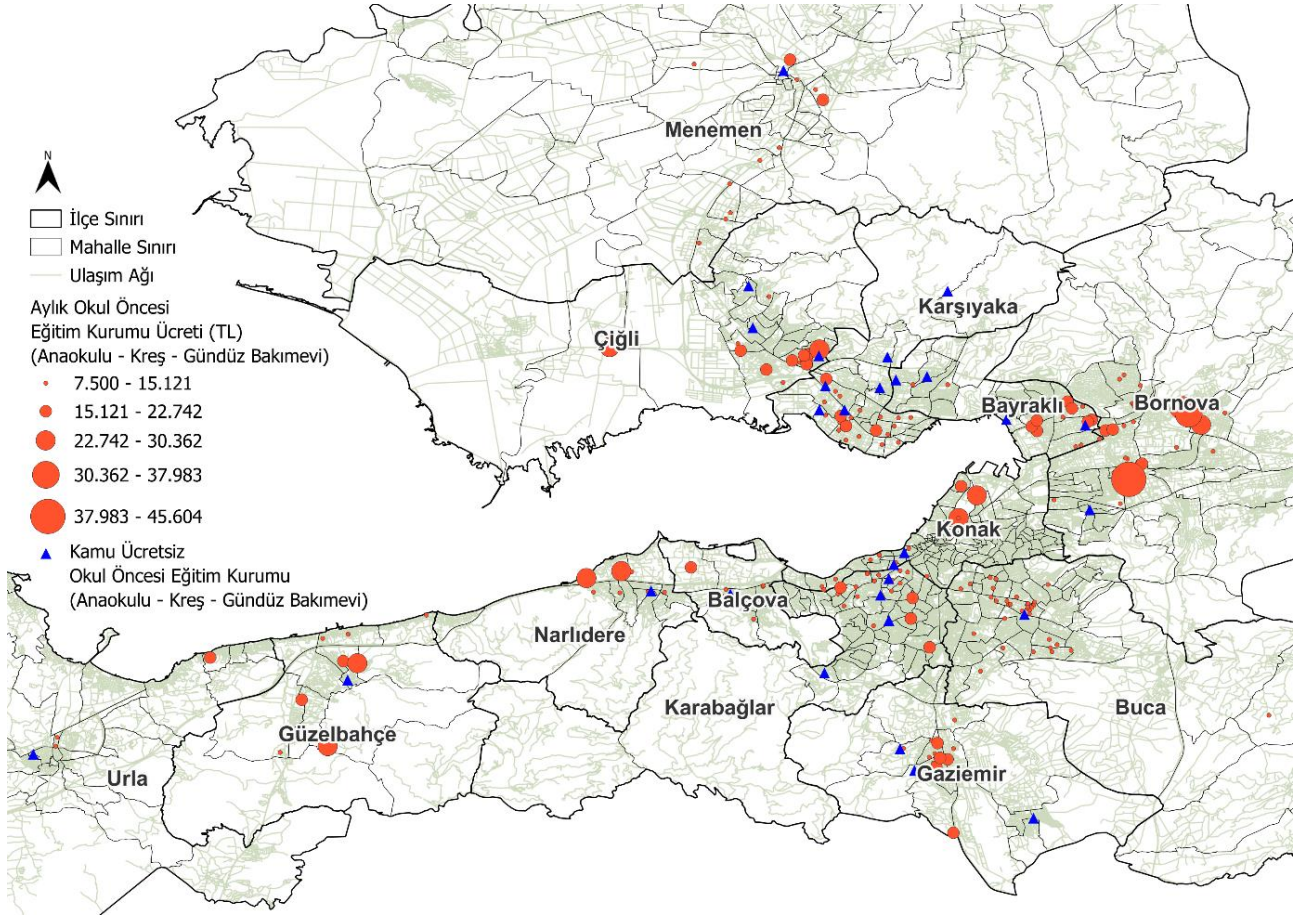 Menemen
N
İlçe Sınırı
Mahalle Sınırı
Ulaşım Ağı
Aylık Okul Öncesi
Eğitim Kurumu Ücreti (TL)
(Anaokulu - Kreş - Gündüz Bakımevi)
7.500 - 15.121
15.121 - 22.742
22.742 - 30.362
30.362 - 37.983
37.983 - 45.604
Kamu Ücretsiz
Okul Öncesi Eğitim Kurumu
(Anaokulu - Kreş - Gündüz Bakımevi)
Karşıyaka
Çiğli
Bayraklı
Bornova
Konak
Balçova
Narlıdere
Karabağlar
Buca
Güzelbahçe
Urla
Gaziemir